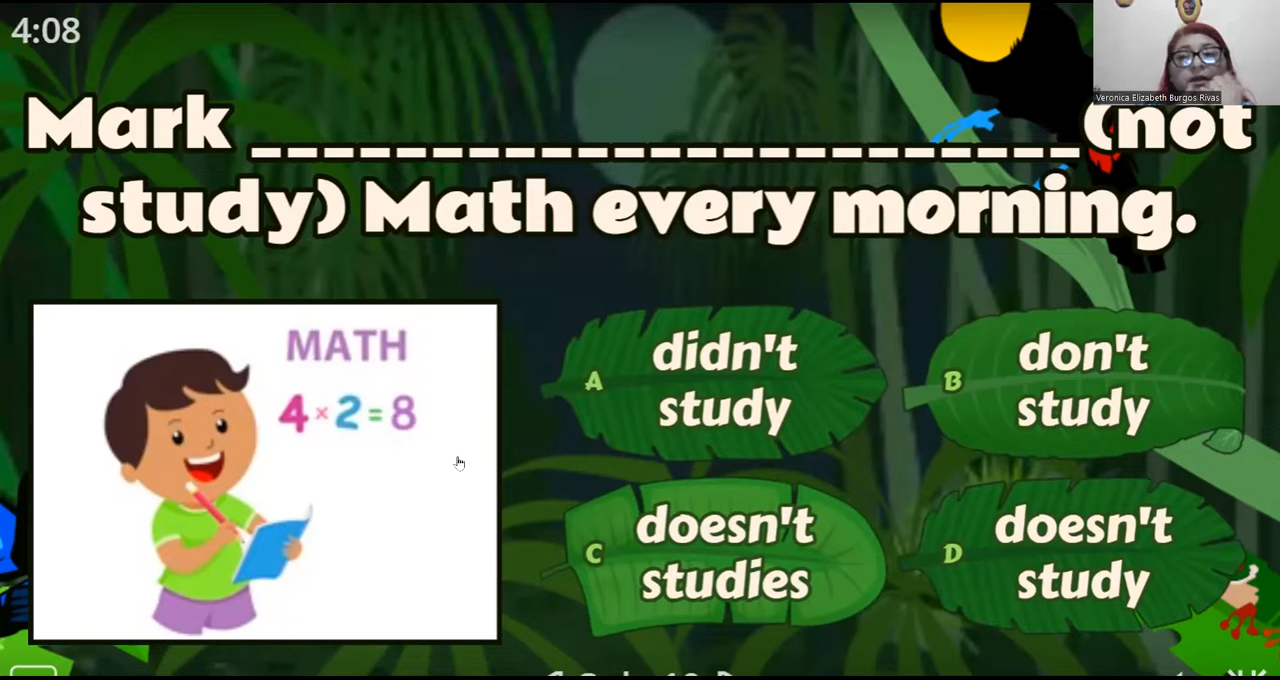 4:08
Veronica Elizabeth Burgos Rivas
Mark _______________________ (not
study) Math every morning.
MATH
4 × 2 = 8
A didn't
study
B don't
study
C doesn't
studies
D doesn't
study